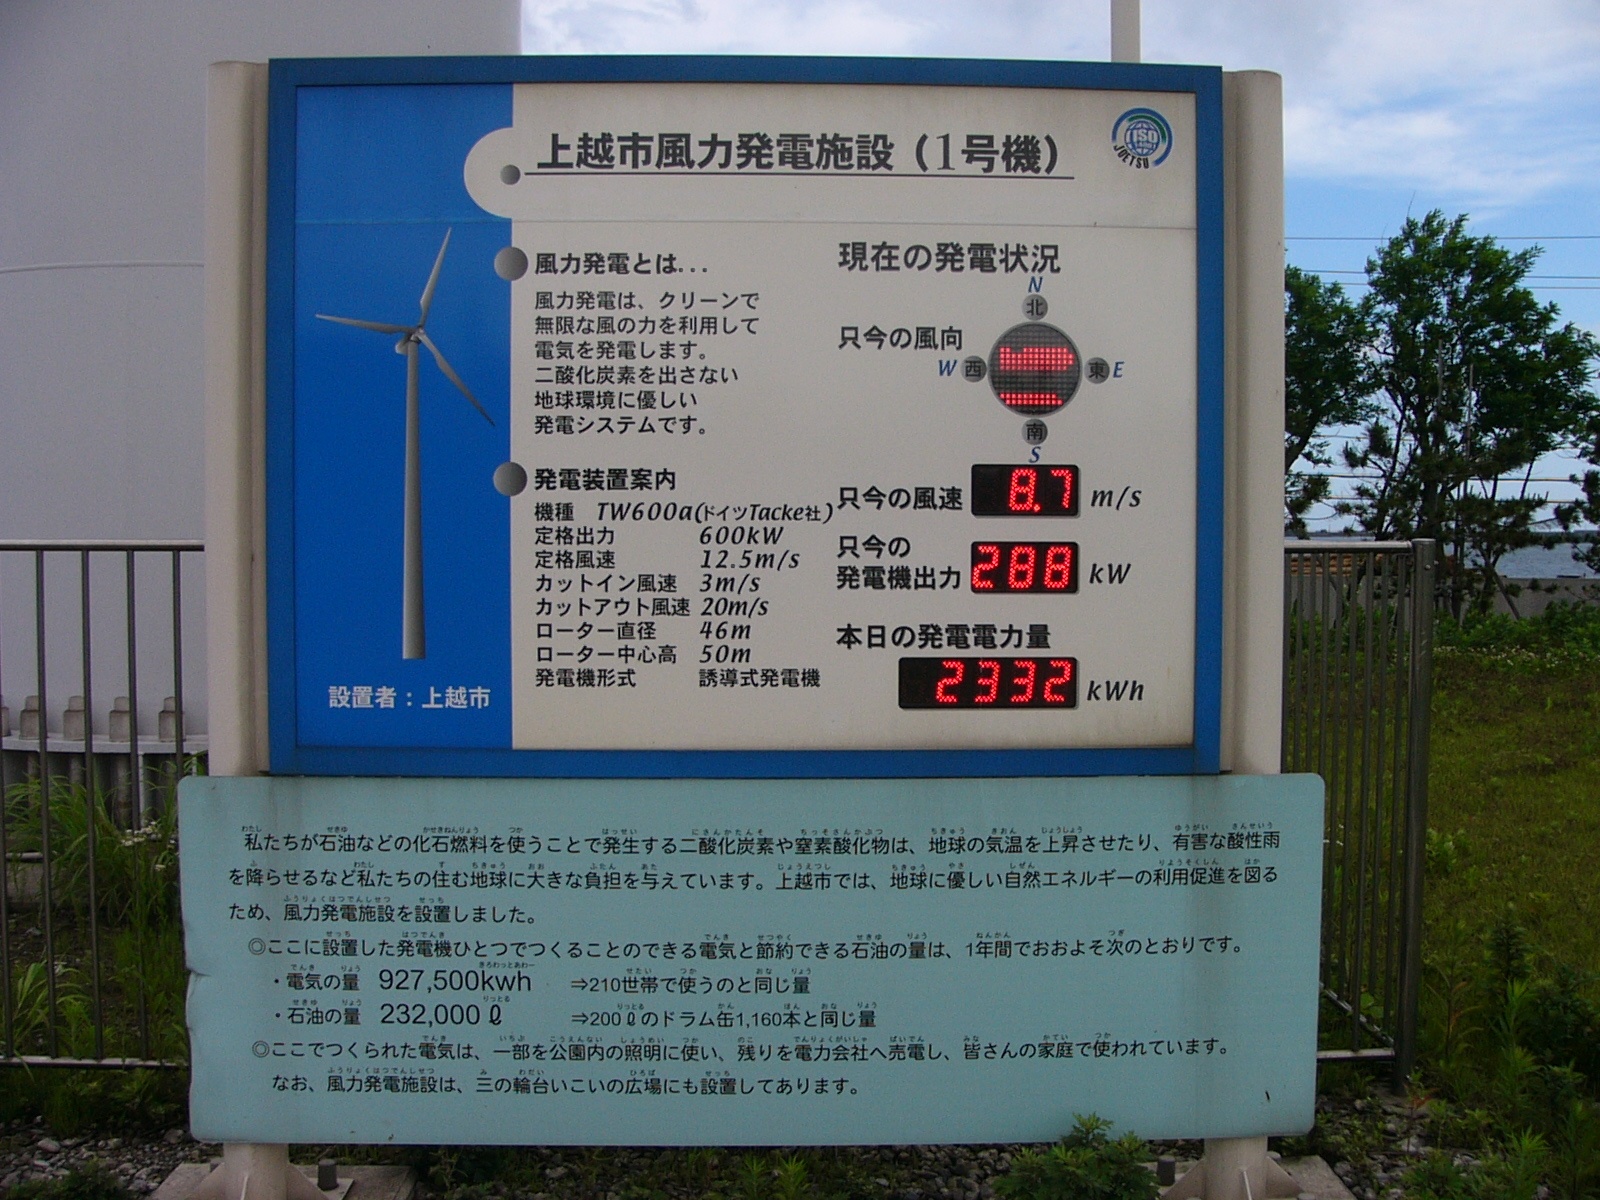 上越市風力発電施設（1号機）
ISO
JOETSU
風力発電とは...
風力発電は、クリーンで
無限な風の力を利用して
電気を発電します。
二酸化炭素を出さない
地球環境に優しい
発電システムです。
発電装置案内
機種 TW600a(ドイツTacke社)
定格出力 600kW
定格風速 12.5m/s
カットイン風速 3m/s
カットアウト風速 20m/s
ローター直径 46m
ローター中心高 50m
発電機形式 誘導式発電機
設置者：上越市
現在の発電状況
N
北
只今の風向
W 西 東 E
南
S
只今の風速 8.7 m/s
只今の
発電機出力 288 kW
本日の発電電力量
2332 kWh
私たちが石油などの化石燃料を使うことで発生する二酸化炭素や窒素酸化物は、地球の気温を上昇させたり、有害な酸性雨
を降らせるなど私たちの住む地球に大きな負担を与えています。上越市では、地球に優しい自然エネルギーの利用促進を図る
ため、風力発電施設を設置しました。
◎ここに設置した発電機ひとつでつくることのできる電気と節約できる石油の量は、1年間でおおよそ次のとおりです。
・電気の量 927,500kwh ⇒210世帯で使うのと同じ量
・石油の量 232,000ℓ ⇒200ℓのドラム缶1,160本と同じ量
◎ここでつくられた電気は、一部を公園内の照明に使い、残りを電力会社へ売電し、皆さんの家庭で使われています。
なお、風力発電施設は、三の輪台いこいの広場にも設置してあります。